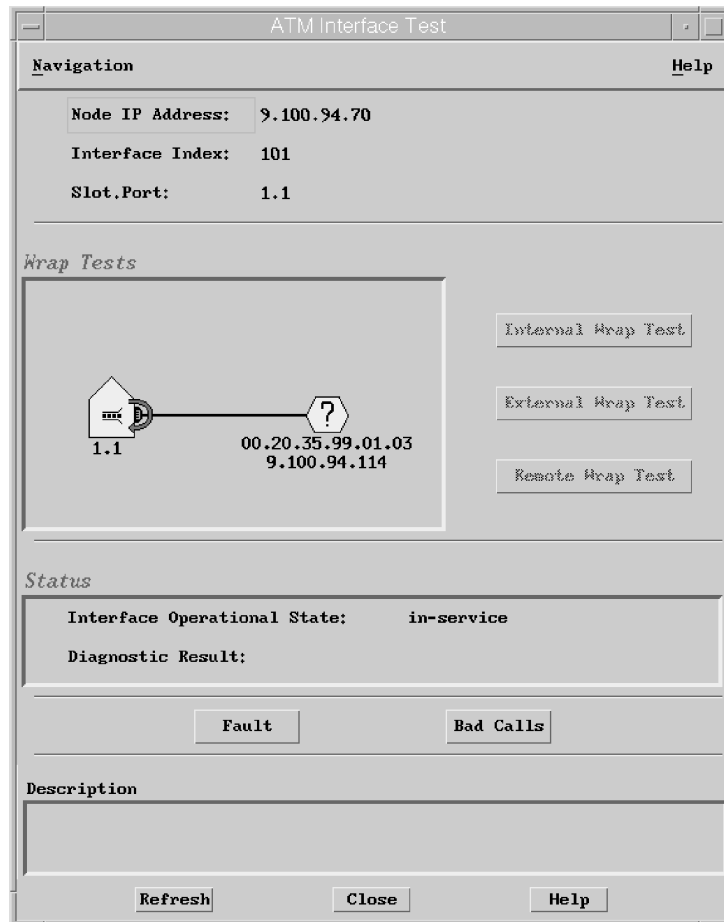 ATM Interface Test
Navigation Help
Node IP Address: 9.100.94.70
Interface Index: 101
Slot.Port: 1.1
Wrap Tests
Internal Wrap Test
External Wrap Test
?
1.1
00.20.35.99.01.03
9.100.94.114
Remote Wrap Test
Status
Interface Operational State: in-service
Diagnostic Result:
Fault Bad Calls
Description
Refresh Close Help